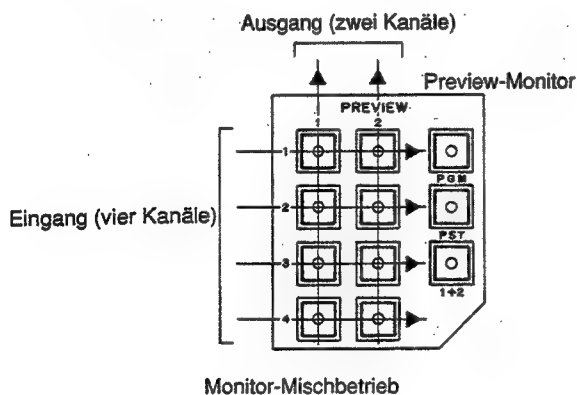 Ausgang (zwei Kanäle)
Preview-Monitor
PREVIEW
1 2
1
PGM
2
Eingang (vier Kanäle)
PST
3
1+2
4
Monitor-Mischbetrieb